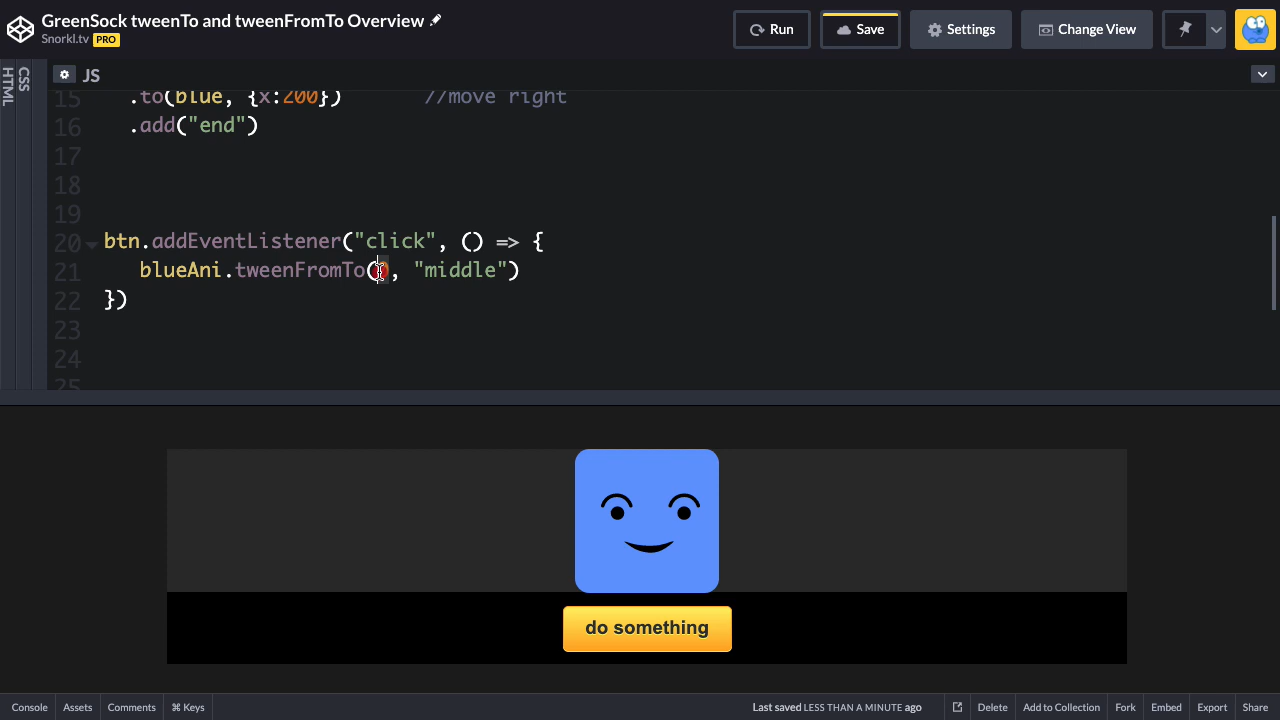 GreenSock tweenTo and tweenFromTo Overview
Snorkl.tv PRO
Run
Save
Settings
Change View
HTML
CSS
JS
15 .to(blue, {x:200}) //move right
16 .add("end")
17
18
19
20 btn.addEventListener("click", () => {
21 blueAni.tweenFromTo(, "middle")
22 })
23
24
25
do something
Console
Assets
Comments
⌘ Keys
Last saved LESS THAN A MINUTE ago
Delete
Add to Collection
Fork
Embed
Export
Share